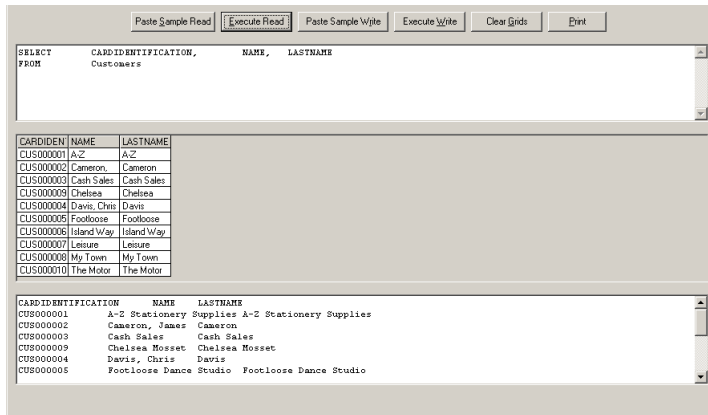 Paste Sample Read Execute Read Paste Sample Write Execute Write Clear Grids Print
SELECT CARDIDENTIFICATION, NAME, LASTNAME
FROM Customers
CARDIDEN NAME LASTNAME
CUS000001 A-Z A-Z
CUS000002 Cameron, Cameron
CUS000003 Cash Sales Cash Sales
CUS000009 Chelsea Chelsea
CUS000004 Davis, Chris Davis
CUS000005 Footloose Footloose
CUS000006 Island Way Island Way
CUS000007 Leisure Leisure
CUS000008 My Town My Town
CUS000010 The Motor The Motor
CARDIDENTIFICATION NAME LASTNAME
CUS000001 A-Z Stationery Supplies A-Z Stationery Supplies
CUS000002 Cameron, James Cameron
CUS000003 Cash Sales Cash Sales
CUS000009 Chelsea Mosset Chelsea Mosset
CUS000004 Davis, Chris Davis
CUS000005 Footloose Dance Studio Footloose Dance Studio